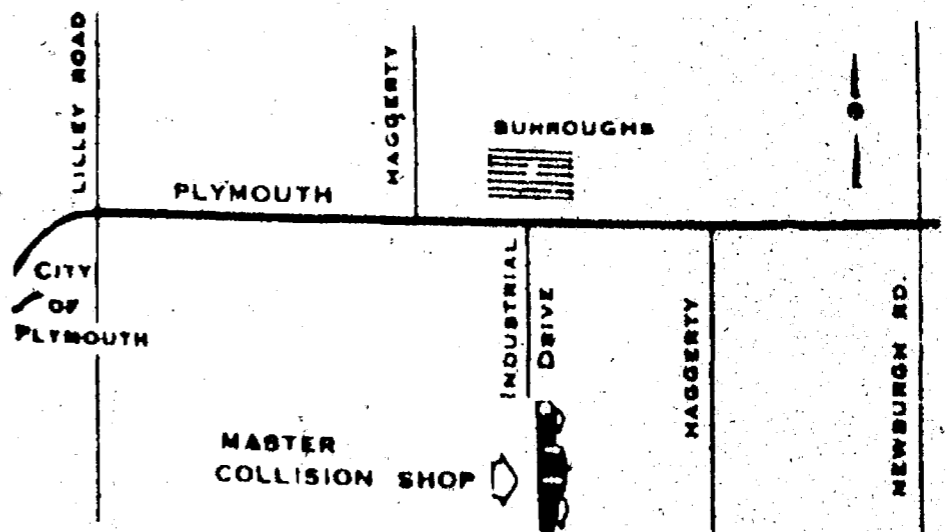 LILLEY ROAD
HAGGERTY
BURROUGHS
PLYMOUTH
CITY
OF
PLYMOUTH
INDUSTRIAL
DRIVE
HAGGERTY
NEWBURGH RD.
MASTER
COLLISION SHOP